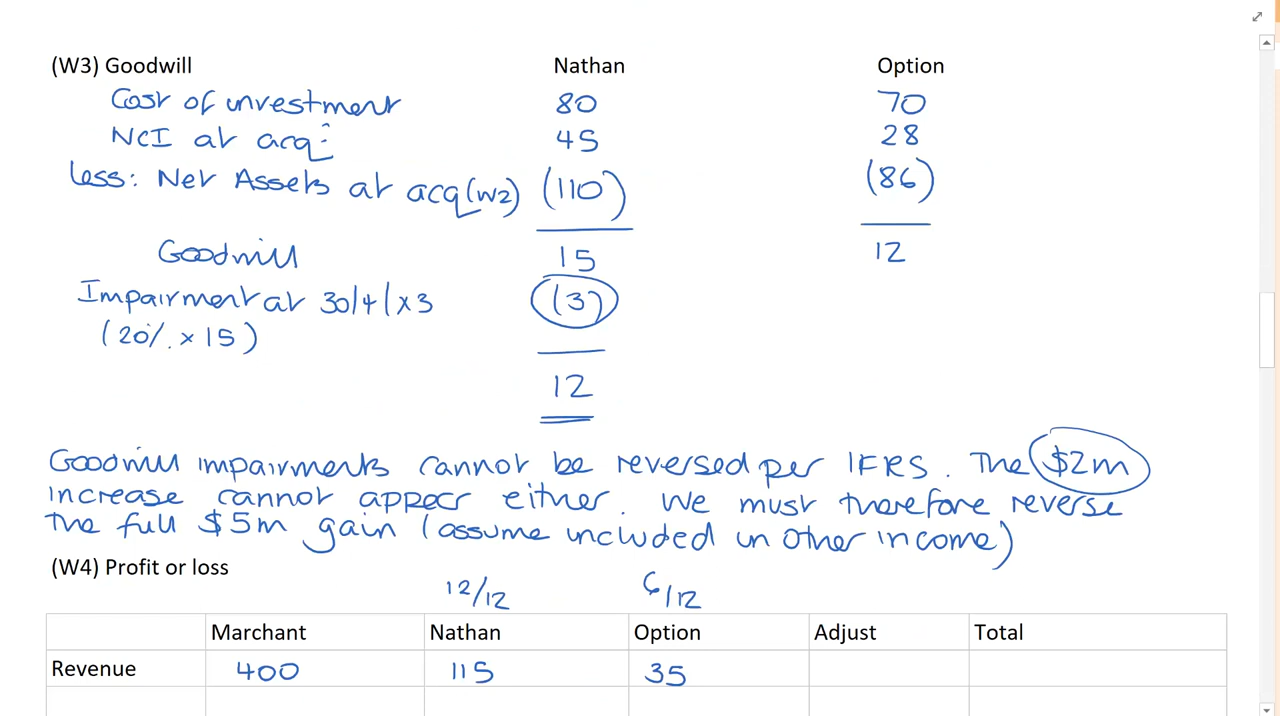 (W3) Goodwill Nathan Option
Cost of investment 80 70
NCI at acq: 45 28
less: Net Assets at acq(W2) (110) (86)
Goodwill 15 12
Impairment at 30/4/x3 (3)
(20% x 15)
12
Goodwill impairments cannot be reversed per IFRS. The $2m
increase cannot appear either. We must therefore reverse
the full $5m gain (assume included in other income)
(W4) Profit or loss
12/12 6/12
Marchant Nathan Option Adjust Total
Revenue 400 115 35